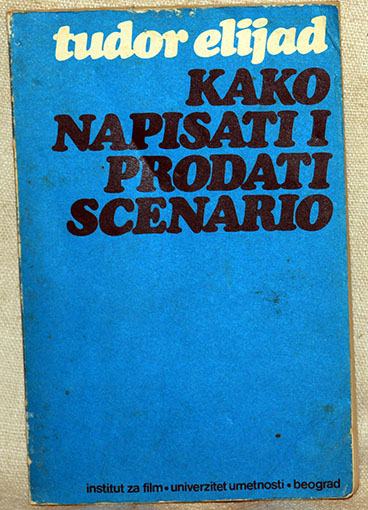 tudor elijad
KAKO
NAPISATI I
PRODATI
SCENARIO
institut za film • univerzitet umetnosti • beograd